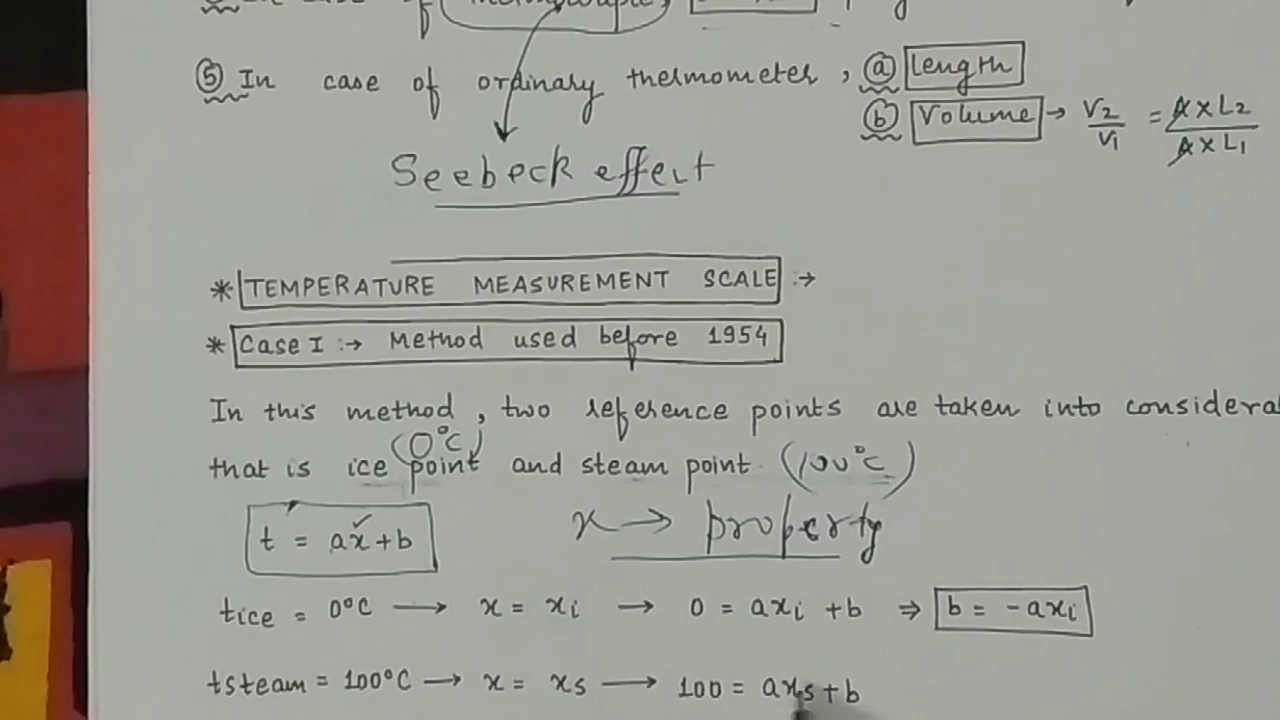 case of
⑤ In case of ordinary thermometer, ⓐ Length
ⓑ Volume → V2/V1 = A×L2/A×L1
Seebeck effect
* TEMPERATURE MEASUREMENT SCALE :→
* Case I :→ Method used before 1954
In this method, two reference points are taken into considera
(0°C)
that is ice point and steam point (100°C)
t = ax+b x → property
tice = 0°C → x = xi → 0 = axi + b ⇒ b = -axi
tsteam = 100°C → x = xs → 100 = axs + b